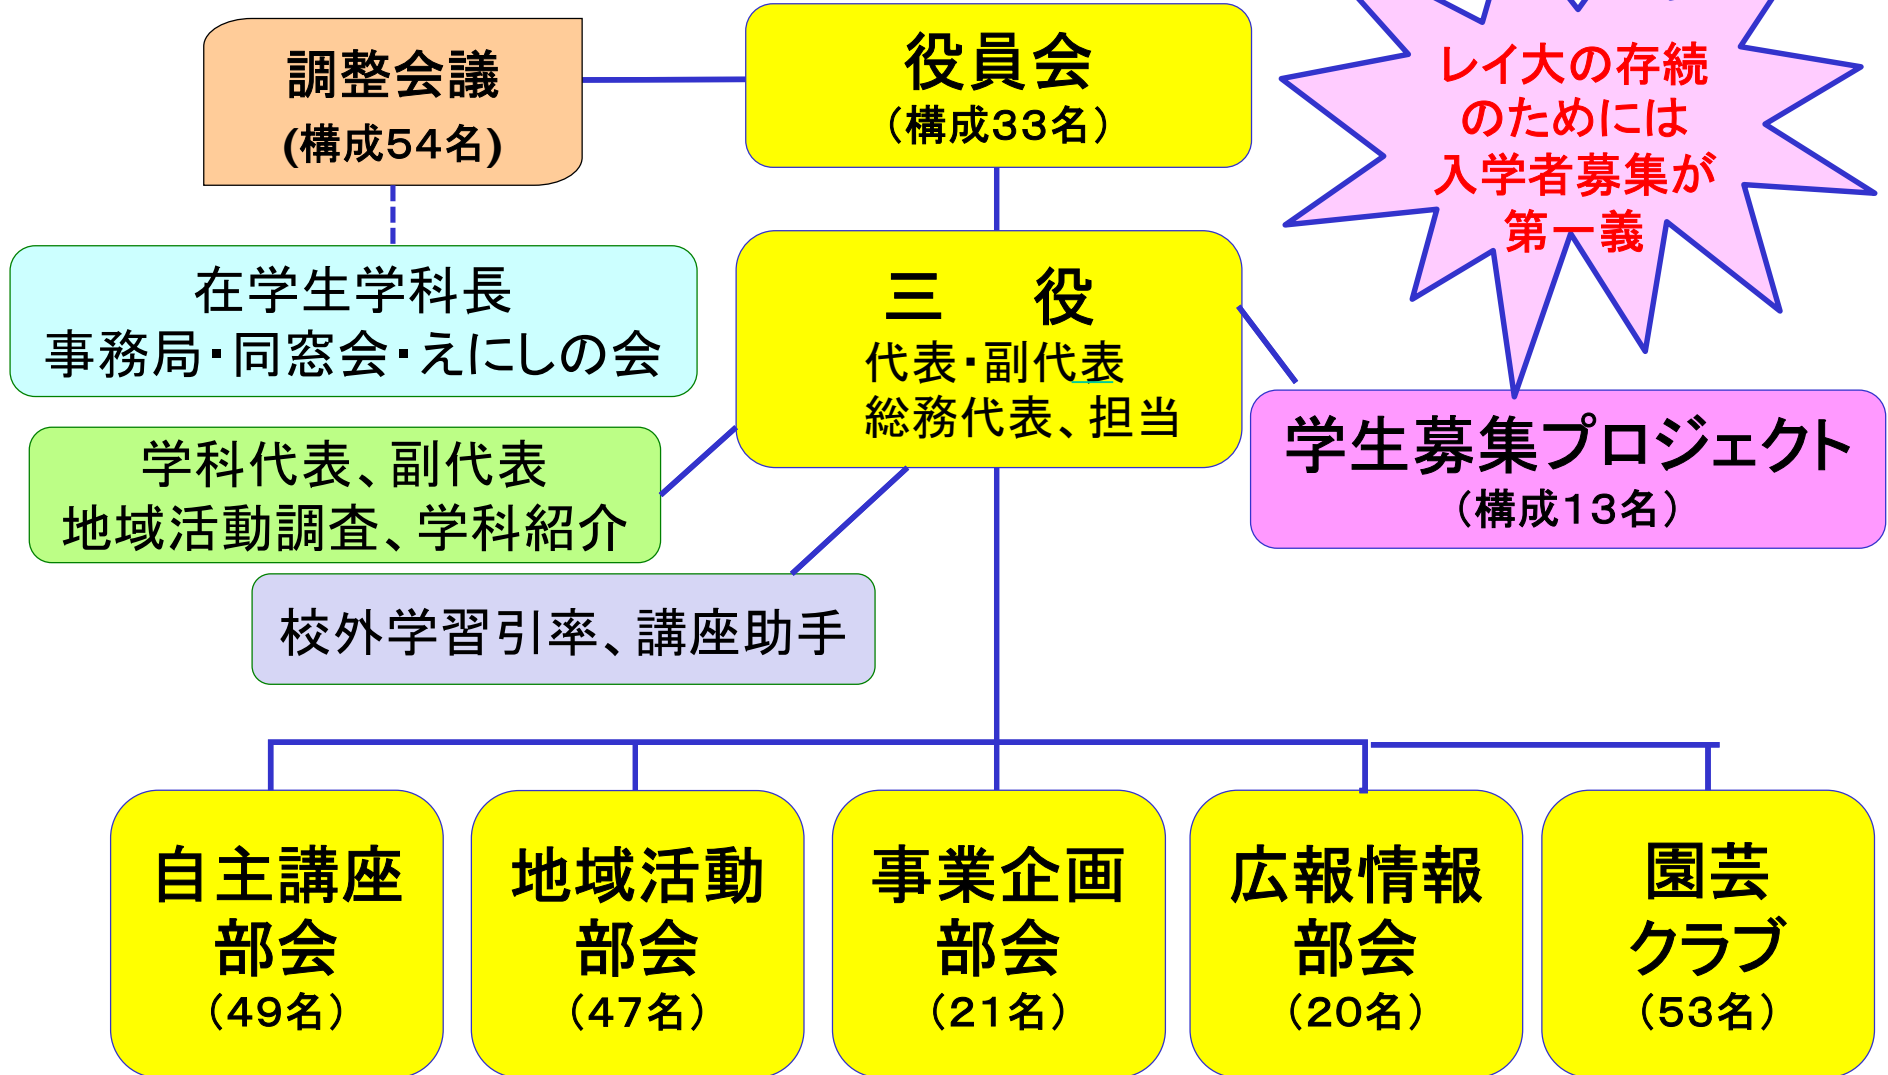 調整会議
(構成54名)
役員会
（構成33名）
レイ大の存続
のためには
入学者募集が
第一義
在学生学科長
事務局・同窓会・えにしの会
三　役
代表・副代表
総務代表、担当
学科代表、副代表
地域活動調査、学科紹介
学生募集プロジェクト
（構成13名）
校外学習引率、講座助手
自主講座
部会
（49名）
地域活動
部会
（47名）
事業企画
部会
（21名）
広報情報
部会
（20名）
園芸
クラブ
（53名）